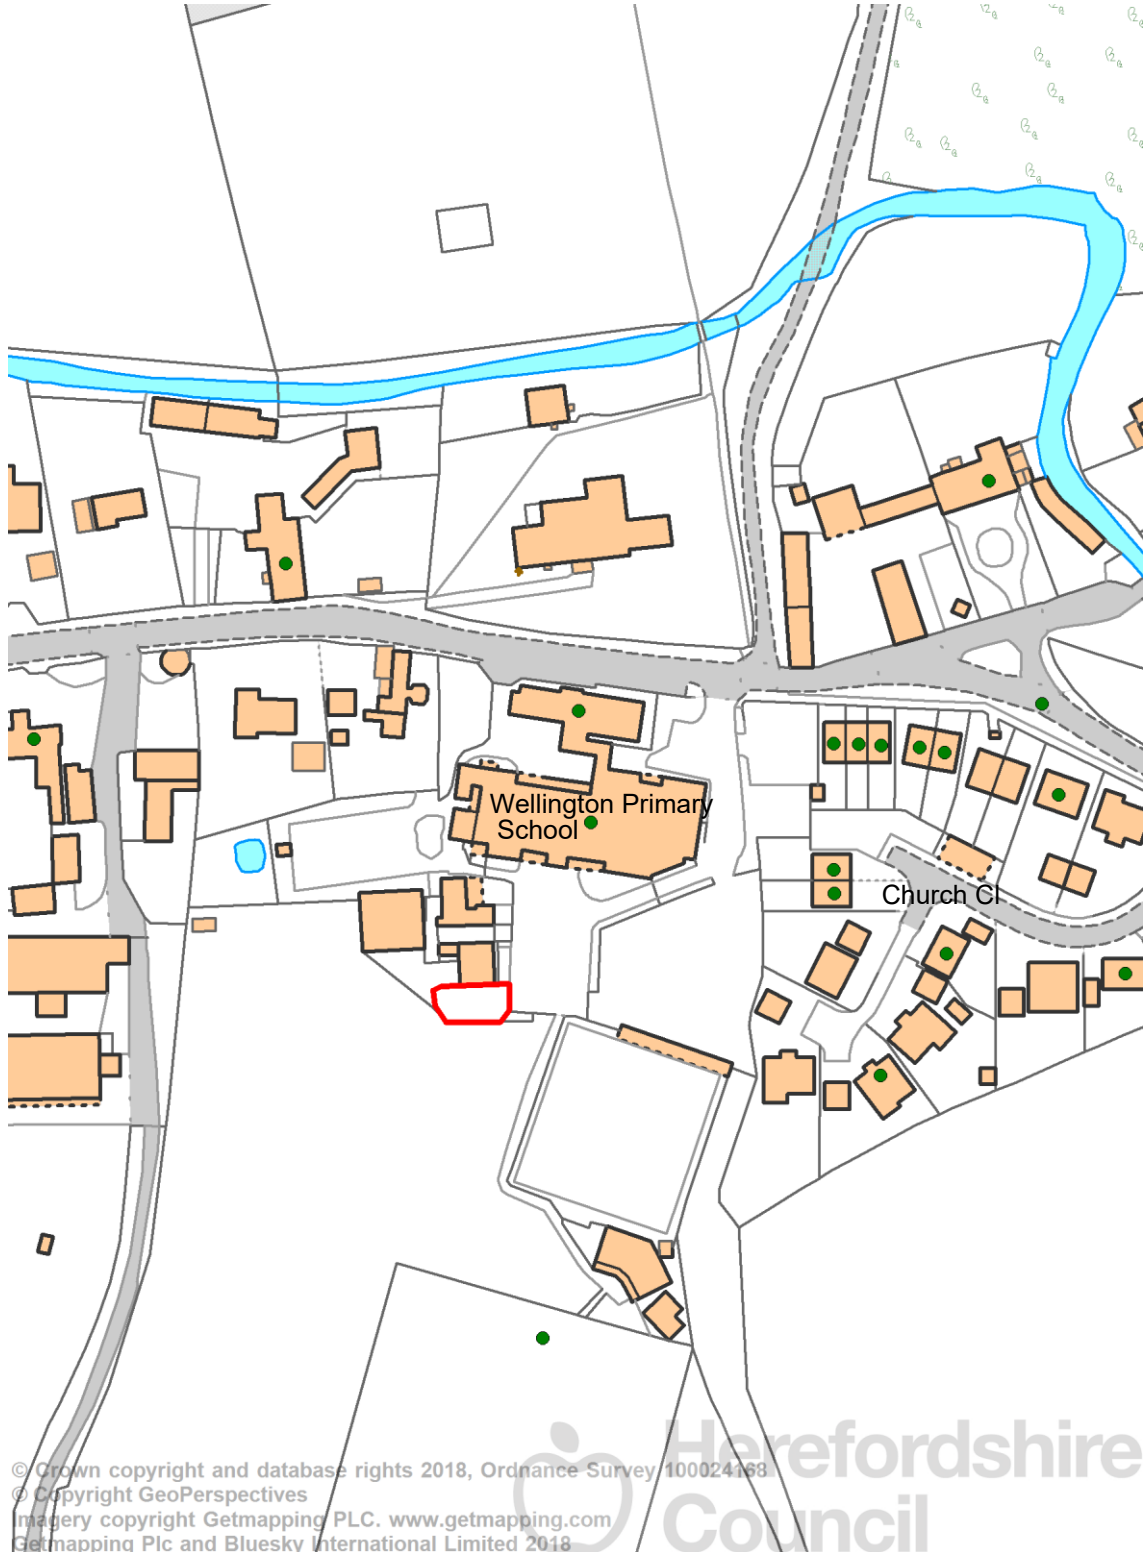 Wellington Primary
School
Church Cl
Herefordshire
Council
© Crown copyright and database rights 2018, Ordnance Survey 100024168
© Copyright GeoPerspectives
Imagery copyright Getmapping PLC. www.getmapping.com
Getmapping Plc and Bluesky International Limited 2018